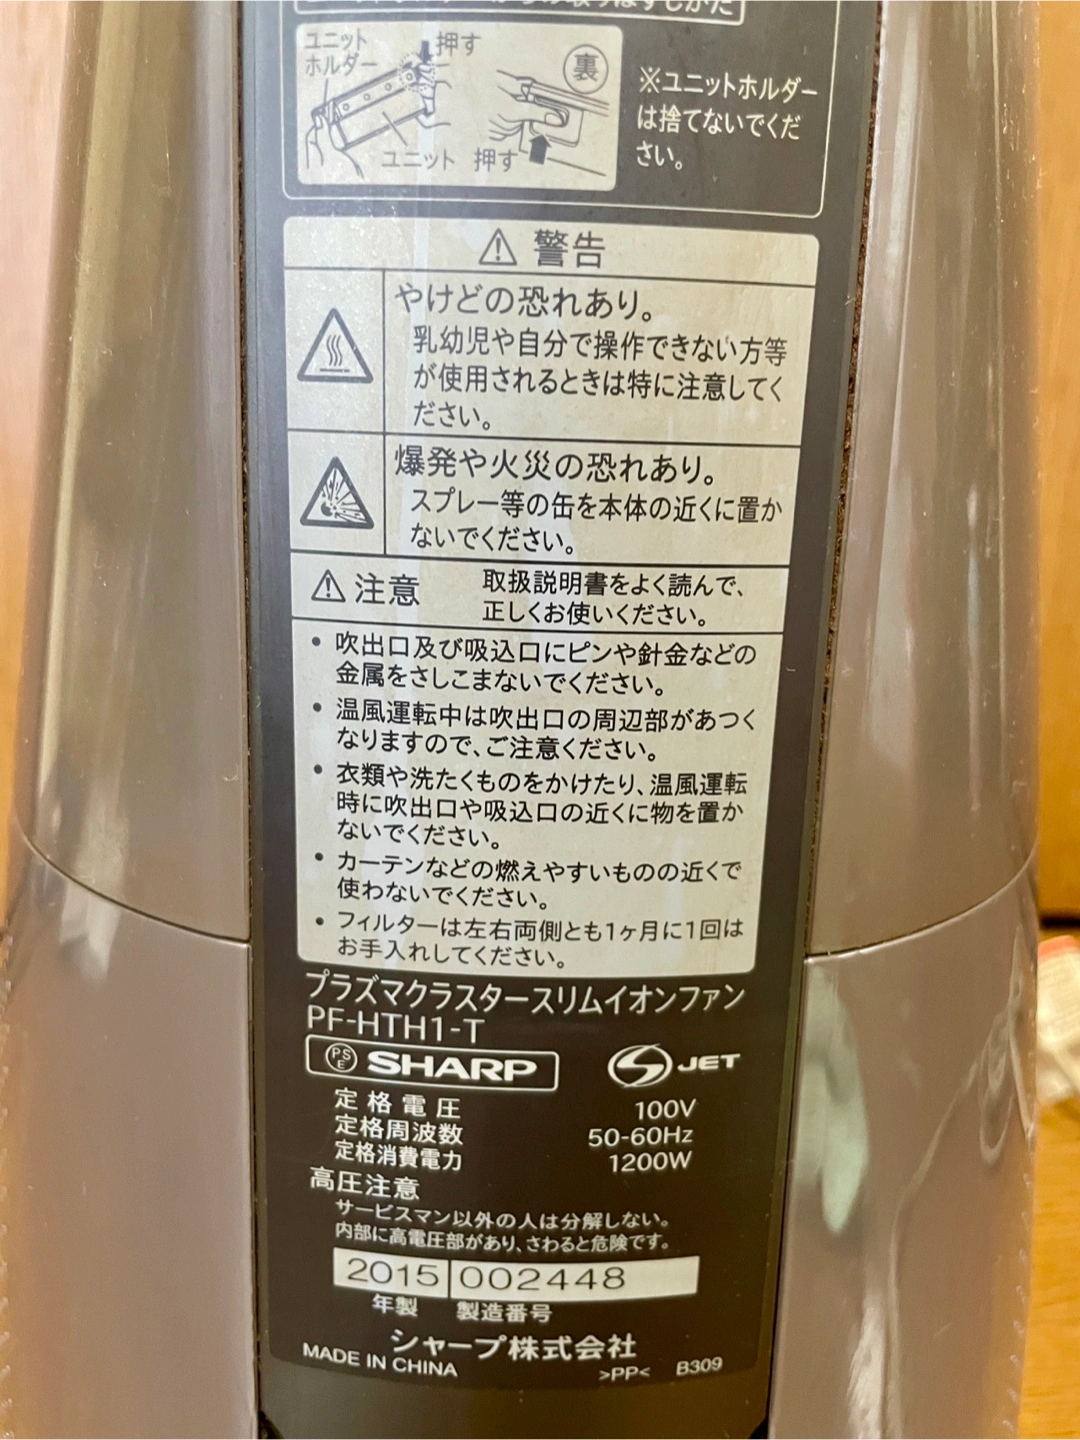 ユニット
ホルダー
押す
裏
ユニット 押す
※ユニットホルダー
は捨てないでくだ
さい。
⚠ 警告
やけどの恐れあり。
乳幼児や自分で操作できない方等
が使用されるときは特に注意してく
ださい。
爆発や火災の恐れあり。
スプレー等の缶を本体の近くに置か
ないでください。
⚠ 注意
取扱説明書をよく読んで、
正しくお使いください。
• 吹出口及び吸込口にピンや針金などの
金属をさしこまないでください。
• 温風運転中は吹出口の周辺部があつく
なりますので、ご注意ください。
• 衣類や洗たくものをかけたり、温風運転
時に吹出口や吸込口の近くに物を置か
ないでください。
• カーテンなどの燃えやすいものの近くで
使わないでください。
• フィルターは左右両側とも1ヶ月に1回は
お手入れしてください。
プラズマクラスタースリムイオンファン
PF-HTH1-T
PSE SHARP S JET
定格電圧 100V
定格周波数 50-60Hz
定格消費電力 1200W
高圧注意
サービスマン以外の人は分解しない。
内部に高電圧部があり、さわると危険です。
2015 002448
年製 製造番号
シャープ株式会社
MADE IN CHINA >PP< B309